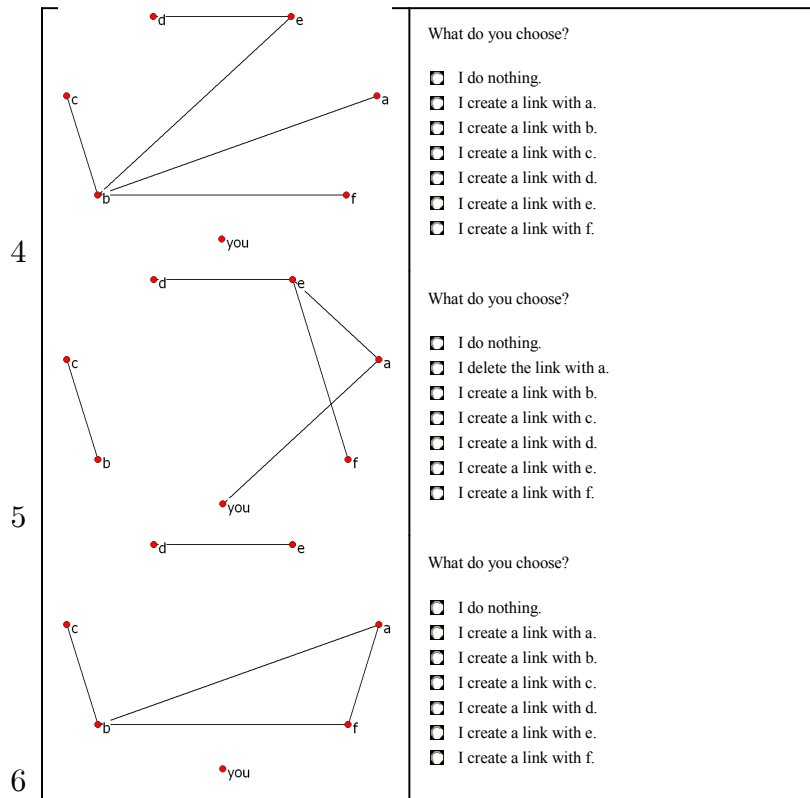 d
e
c
a
b
f
you
4
What do you choose?
I do nothing.
I create a link with a.
I create a link with b.
I create a link with c.
I create a link with d.
I create a link with e.
I create a link with f.
d
e
c
a
b
f
you
5
What do you choose?
I do nothing.
I delete the link with a.
I create a link with b.
I create a link with c.
I create a link with d.
I create a link with e.
I create a link with f.
d
e
c
a
b
f
you
6
What do you choose?
I do nothing.
I create a link with a.
I create a link with b.
I create a link with c.
I create a link with d.
I create a link with e.
I create a link with f.